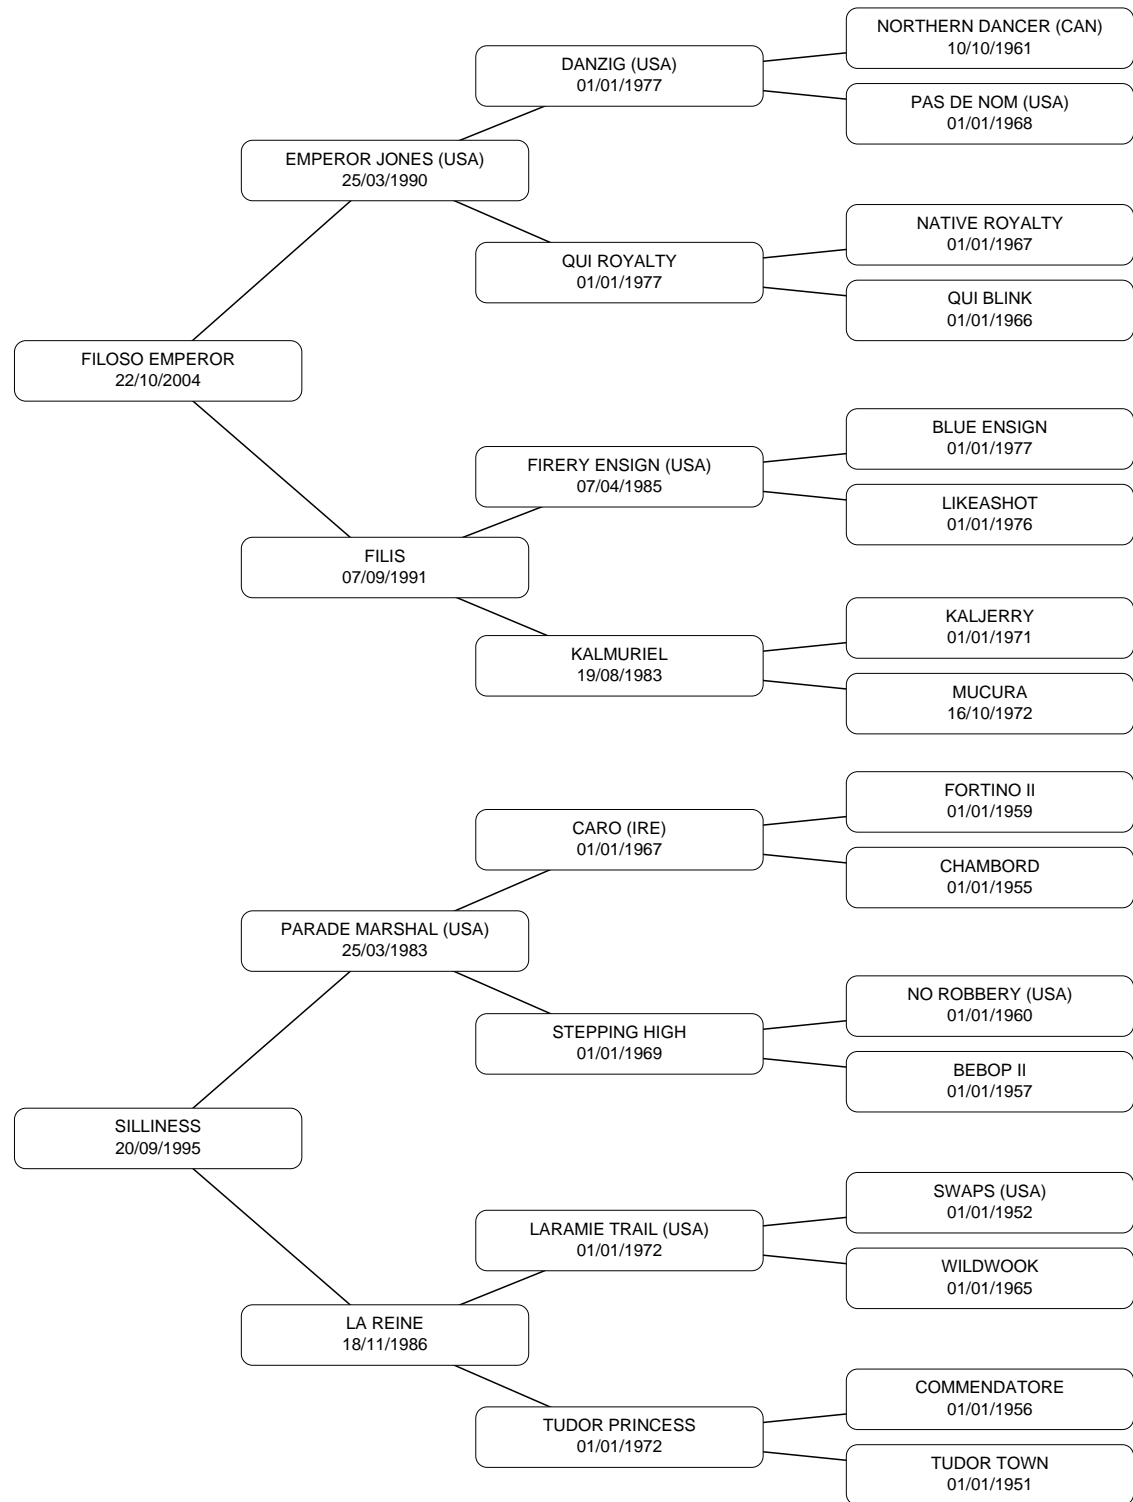 NORTHERN DANCER (CAN)
10/10/1961
DANZIG (USA)
01/01/1977
PAS DE NOM (USA)
01/01/1968
EMPEROR JONES (USA)
25/03/1990
NATIVE ROYALTY
01/01/1967
QUI ROYALTY
01/01/1977
QUI BLINK
01/01/1966
FILOSO EMPEROR
22/10/2004
BLUE ENSIGN
01/01/1977
FIRERY ENSIGN (USA)
07/04/1985
LIKEASHOT
01/01/1976
FILIS
07/09/1991
KALJERRY
01/01/1971
KALMURIEL
19/08/1983
MUCURA
16/10/1972
FORTINO II
01/01/1959
CARO (IRE)
01/01/1967
CHAMBORD
01/01/1955
PARADE MARSHAL (USA)
25/03/1983
NO ROBBERY (USA)
01/01/1960
STEPPING HIGH
01/01/1969
BEBOP II
01/01/1957
SILLINESS
20/09/1995
SWAPS (USA)
01/01/1952
LARAMIE TRAIL (USA)
01/01/1972
WILDWOOK
01/01/1965
LA REINE
18/11/1986
COMMENDATORE
01/01/1956
TUDOR PRINCESS
01/01/1972
TUDOR TOWN
01/01/1951